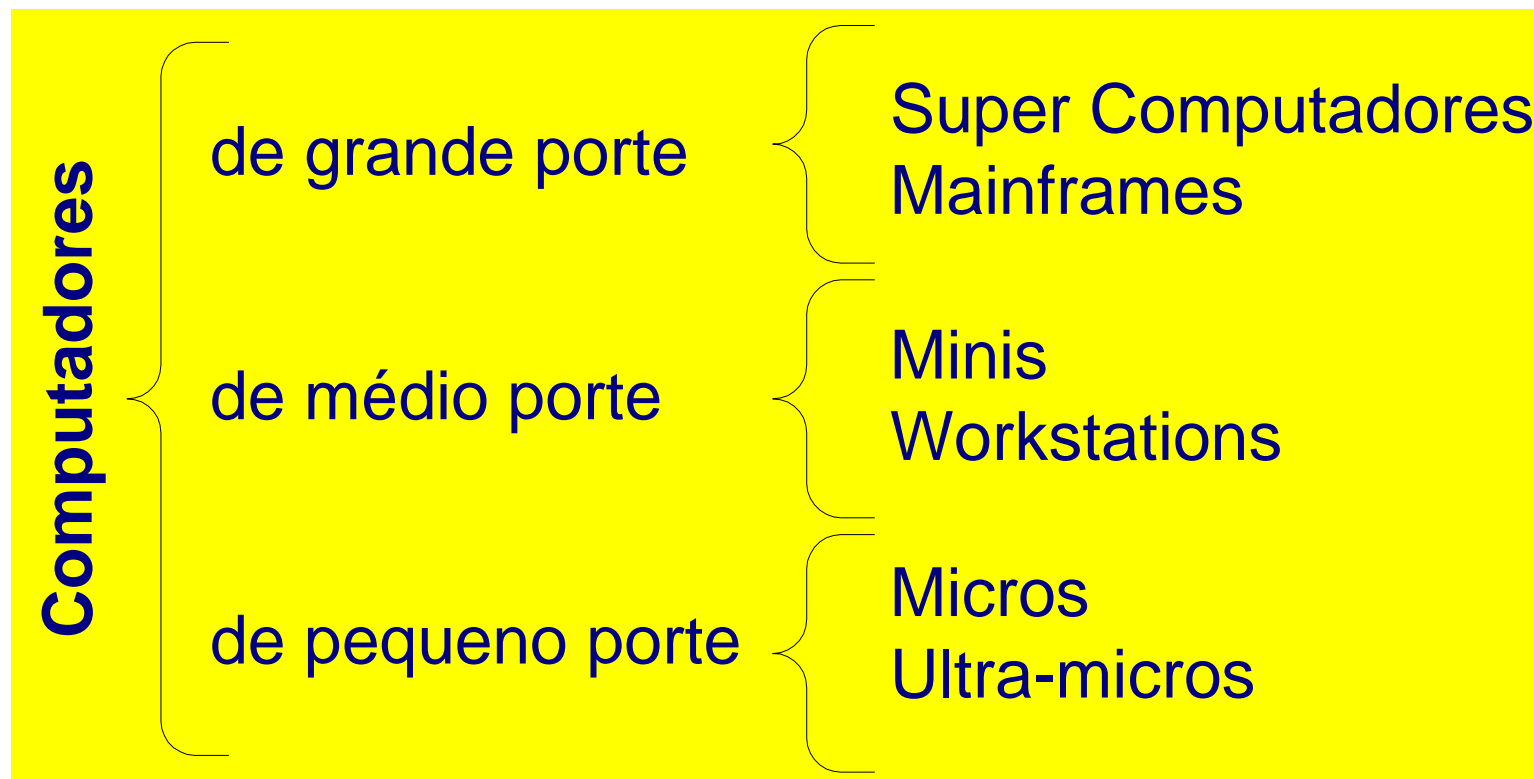 Computadores
de grande porte
Super Computadores
Mainframes
de médio porte
Minis
Workstations
de pequeno porte
Micros
Ultra-micros